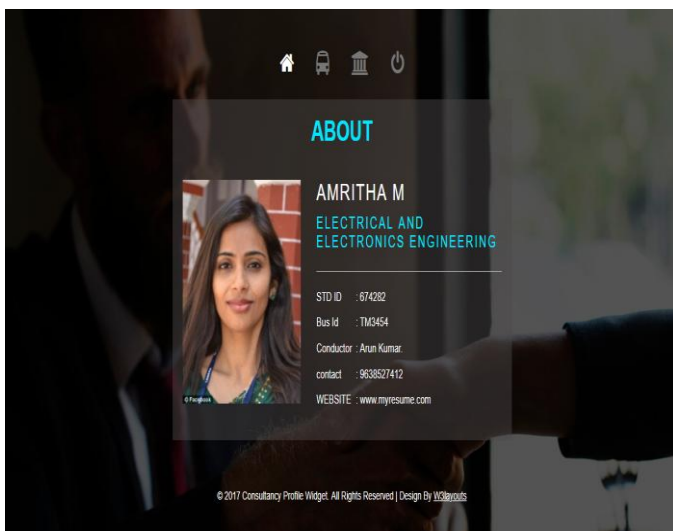 ABOUT
AMRITHA M
ELECTRICAL AND
ELECTRONICS ENGINEERING
STD ID : 674282
Bus Id : TM3454
Conductor : Arun Kumar.
contact : 9638527412
WEBSITE : www.myresume.com
© Facebook
© 2017 Consultancy Profile Widget. All Rights Reserved | Design By W3layouts